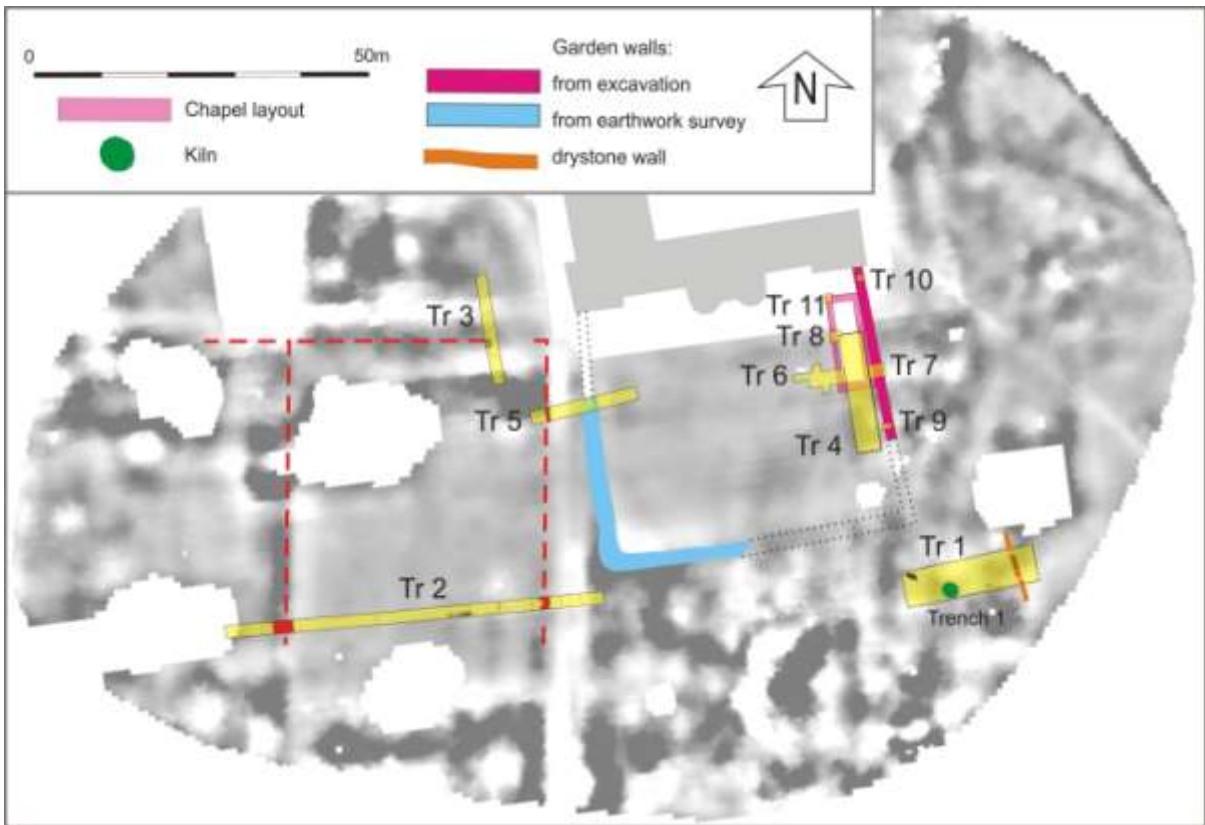 0 50m
Chapel layout
Kiln
Garden walls:
from excavation
from earthwork survey
drystone wall
N
Tr 10
Tr 11
Tr 3
Tr 8
Tr 7
Tr 6
Tr 5
Tr 9
Tr 4
Tr 1
Tr 2
Trench 1